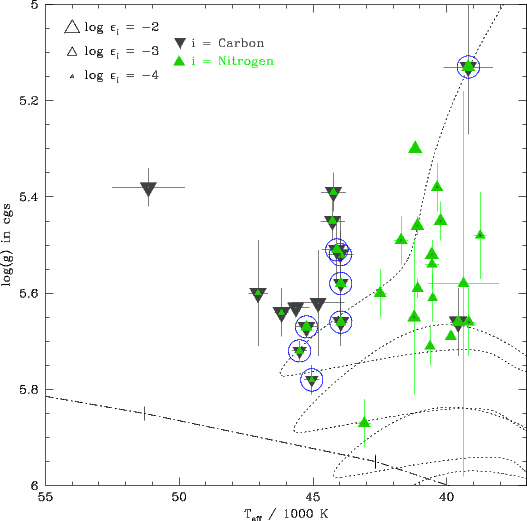 log ε_i = −2
log ε_i = −3
log ε_i = −4
i = Carbon
i = Nitrogen
5
5.2
5.4
5.6
5.8
6
log(g) in cgs
55
50
45
40
T_eff / 1000 K